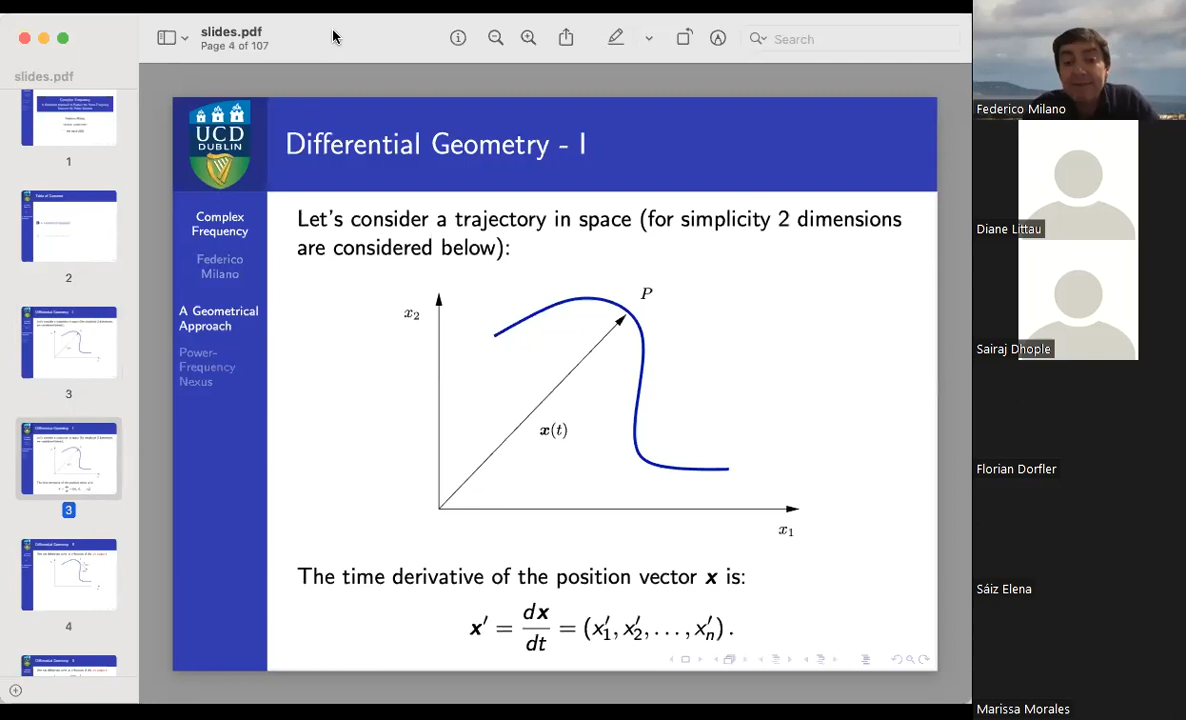 slides.pdf
Page 4 of 107
Search
slides.pdf
1
2
3
3
4
UCD
DUBLIN
Differential Geometry - I
Complex
Frequency
Federico
Milano
A Geometrical
Approach
Power-
Frequency
Nexus
Let's consider a trajectory in space (for simplicity 2 dimensions
are considered below):
x₂
P
x(t)
x₁
The time derivative of the position vector x is:
x′ = dx/dt = (x′₁, x′₂, . . . , x′ₙ) .
Federico Milano
Diane Littau
Sairaj Dhople
Florian Dorfler
Sáiz Elena
Marissa Morales